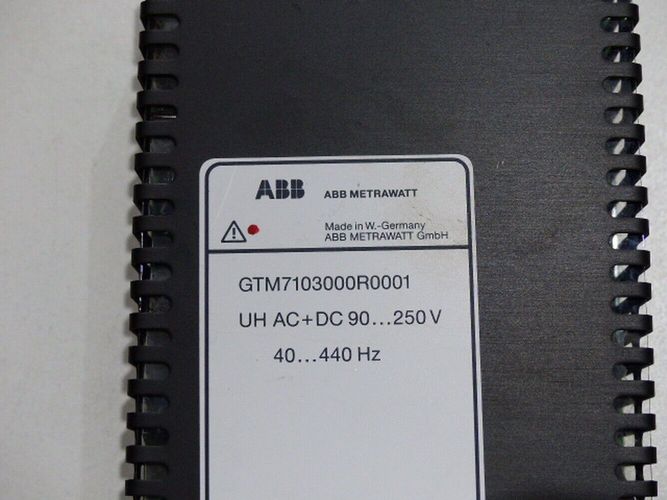 ABB ABB METRAWATT
Made in W.-Germany
ABB METRAWATT GmbH
GTM7103000R0001
UH AC+DC 90...250 V
40...440 Hz